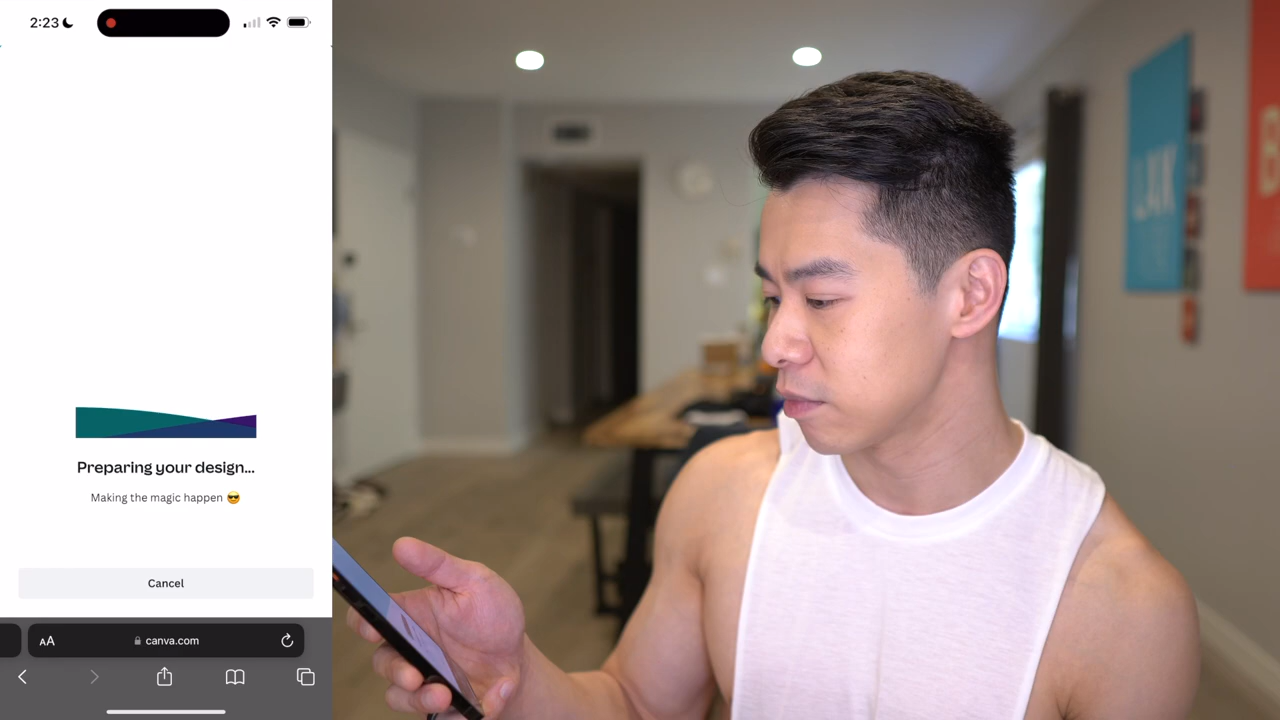 2:23
Preparing your design...
Making the magic happen 😎
Cancel
AA
canva.com